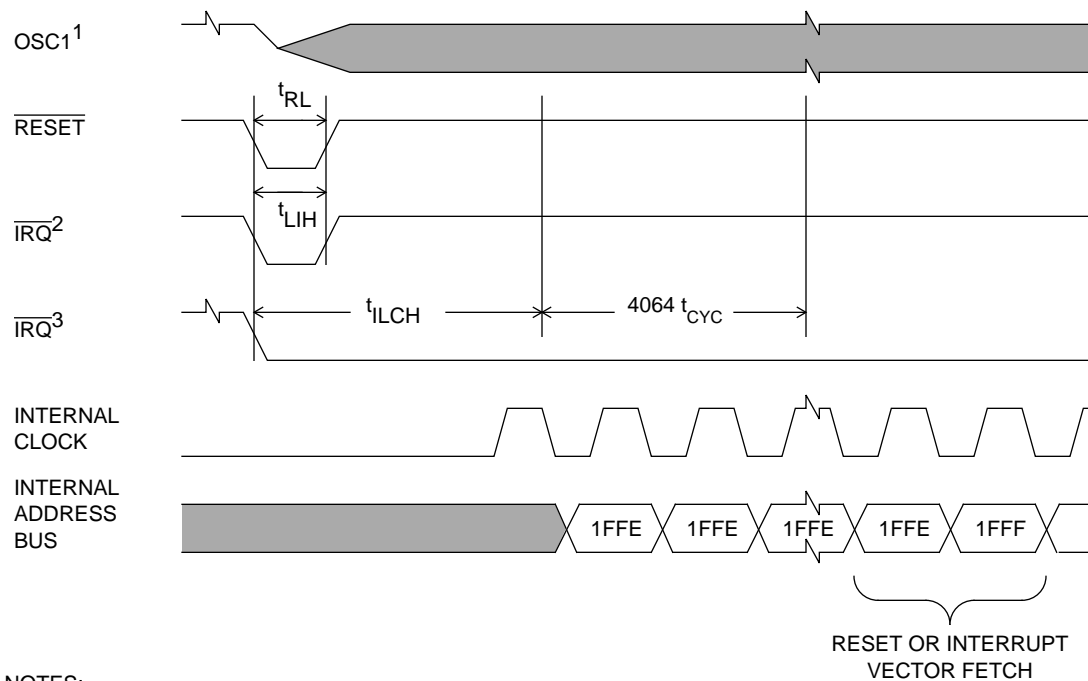 OSC1¹
t_RL
RESET
t_LIH
IRQ²
t_ILCH
4064 t_CYC
IRQ³
INTERNAL
CLOCK
INTERNAL
ADDRESS
BUS
1FFE 1FFE 1FFE 1FFE 1FFF
RESET OR INTERRUPT
VECTOR FETCH
NOTES: